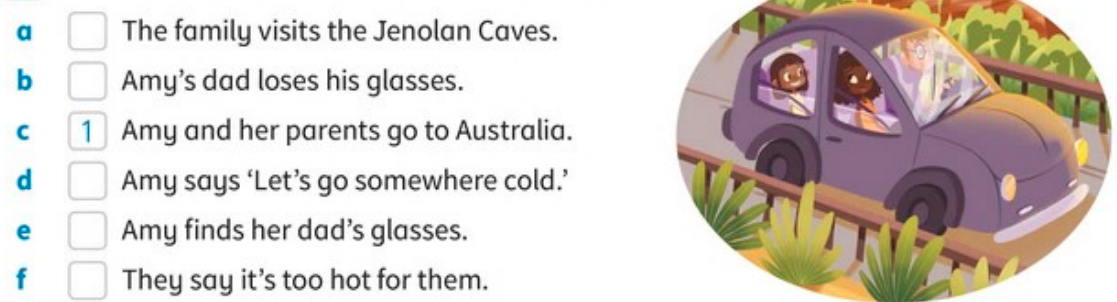 a The family visits the Jenolan Caves.
b Amy's dad loses his glasses.
c 1 Amy and her parents go to Australia.
d Amy says ‘Let's go somewhere cold.’
e Amy finds her dad's glasses.
f They say it's too hot for them.